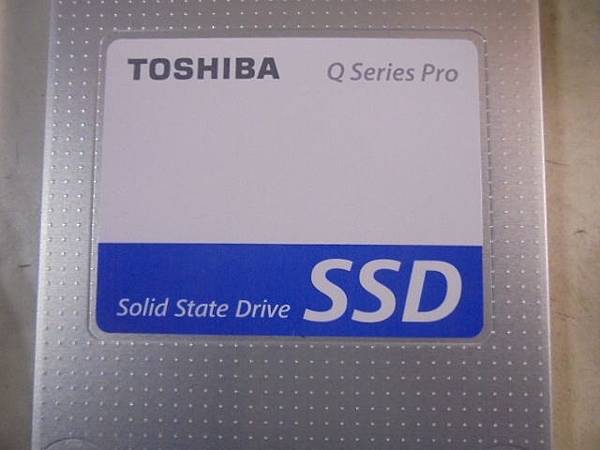 TOSHIBA Q Series Pro
Solid State Drive SSD